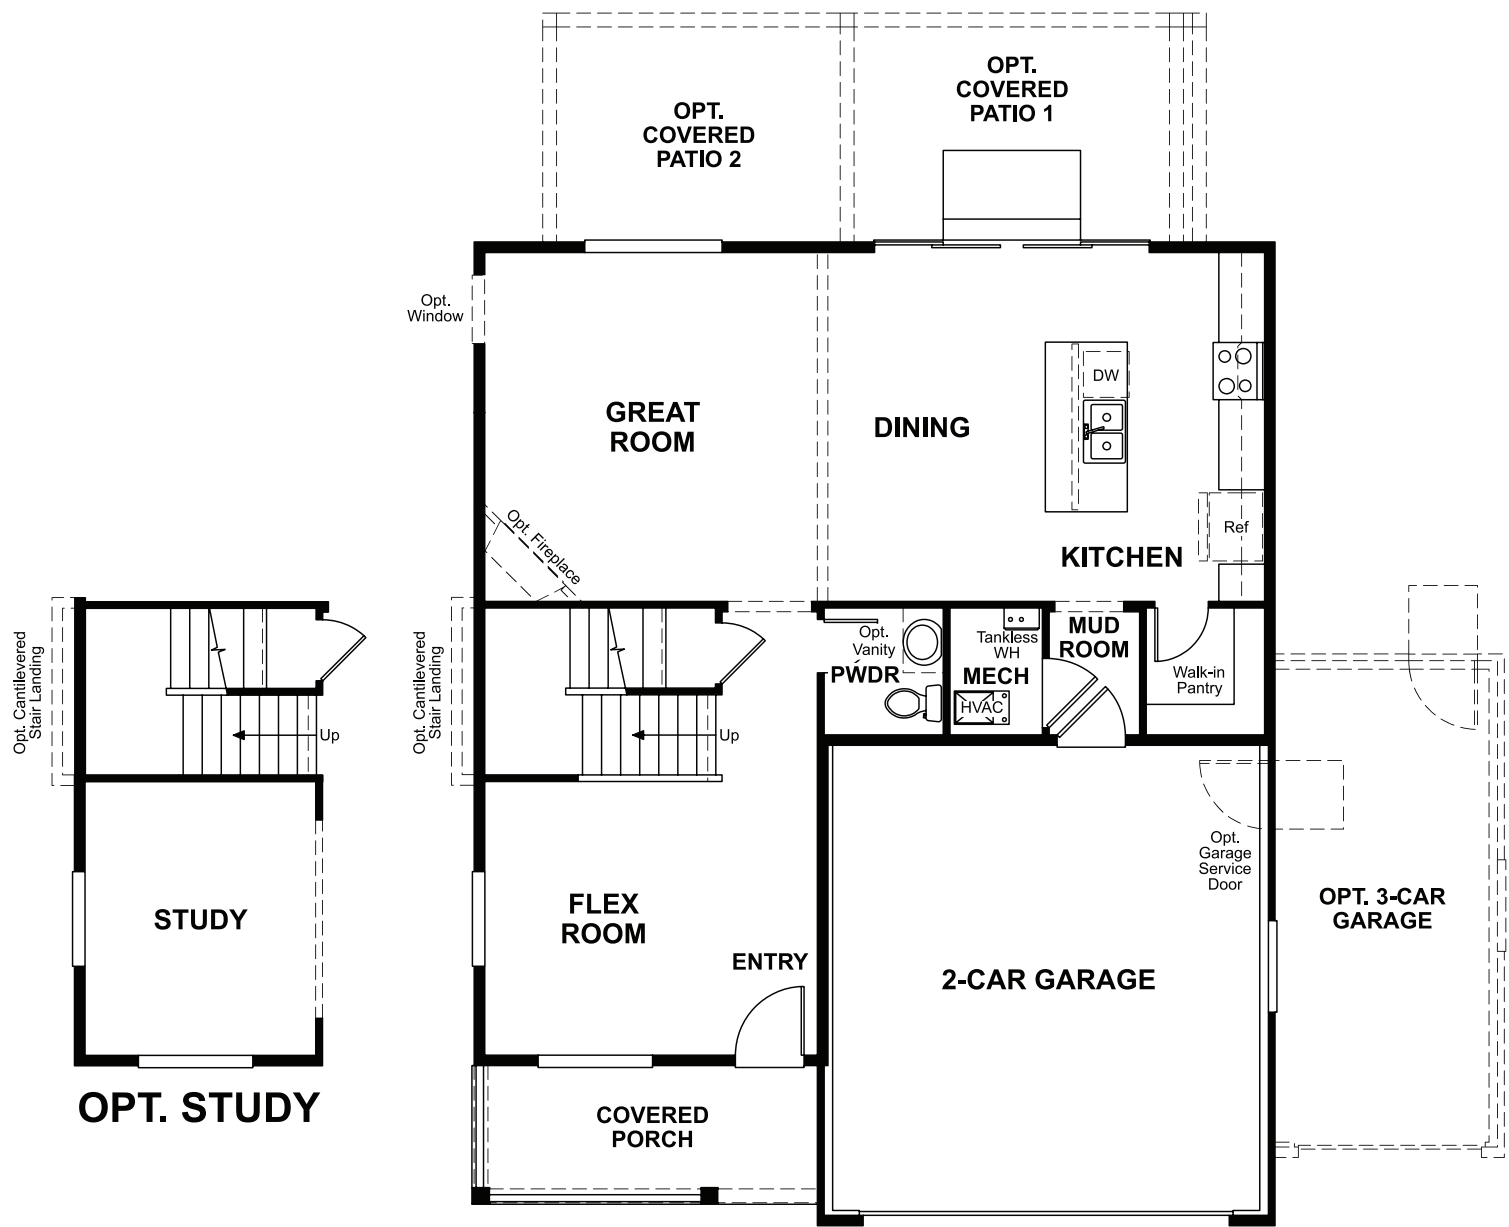 OPT.
COVERED
PATIO 1
OPT.
COVERED
PATIO 2
Opt.
Window
DW
GREAT
ROOM
DINING
Opt. Fireplace
Ref
KITCHEN
Opt. Cantilevered
Stair Landing
Up
Opt. Cantilevered
Stair Landing
Up
Opt.
Vanity
PWDR
Tankless
WH
MECH
HVAC
MUD
ROOM
Walk-in
Pantry
Opt.
Garage
Service
Door
STUDY
FLEX
ROOM
ENTRY
2-CAR GARAGE
OPT. 3-CAR
GARAGE
OPT. STUDY
COVERED
PORCH